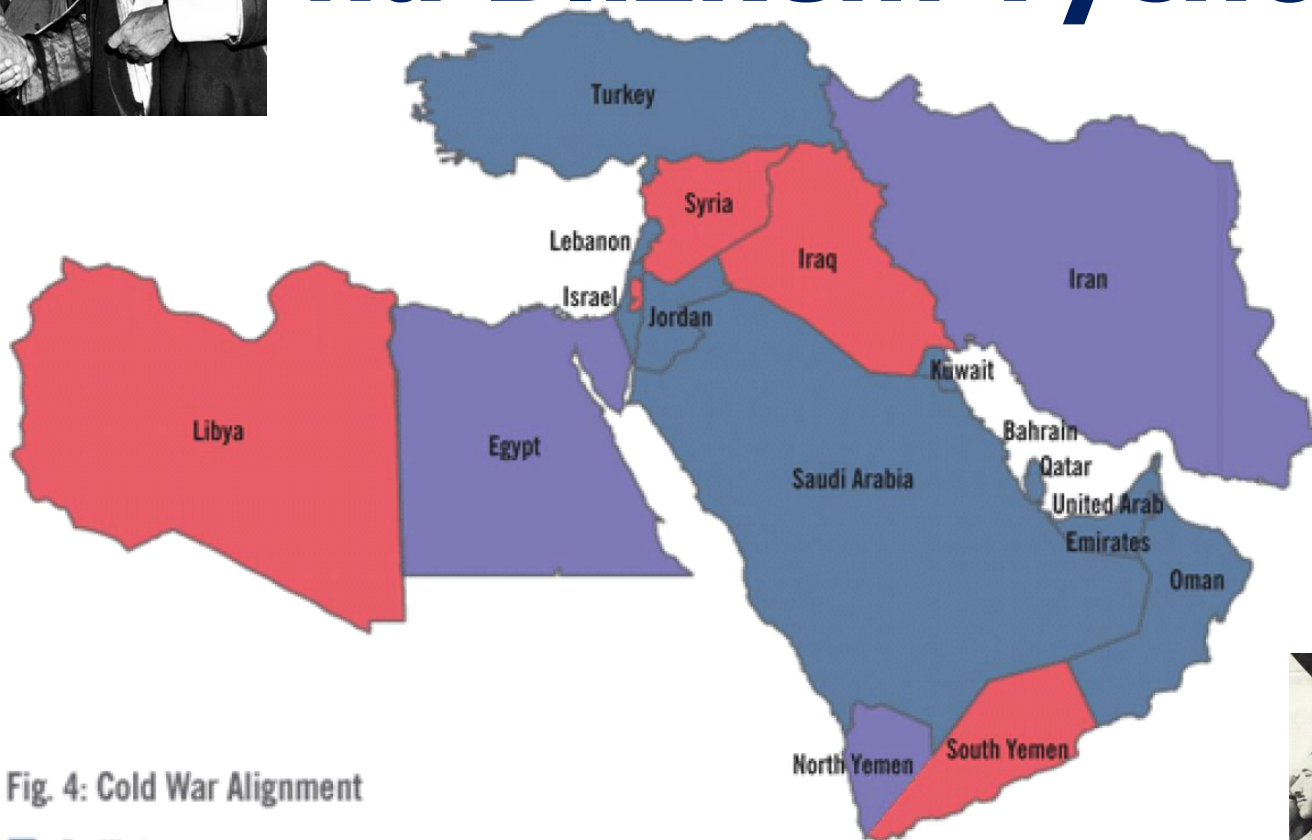 Turkey
Syria
Lebanon
Iraq
Iran
Israel
Jordan
Kuwait
Libya
Egypt
Bahrain
Qatar
Saudi Arabia
United Arab
Emirates
Oman
South Yemen
North Yemen
Fig. 4: Cold War Alignment